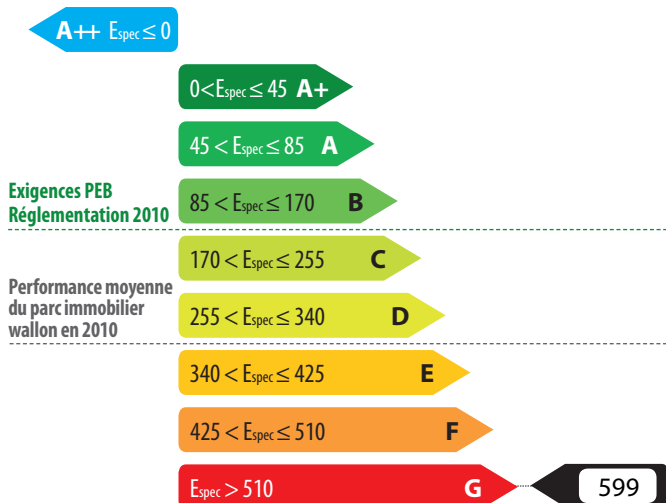 A++ Espec ≤ 0
0 < Espec ≤ 45 A+
45 < Espec ≤ 85 A
Exigences PEB
Réglementation 2010
85 < Espec ≤ 170 B
170 < Espec ≤ 255 C
Performance moyenne
du parc immobilier
wallon en 2010
255 < Espec ≤ 340 D
340 < Espec ≤ 425 E
425 < Espec ≤ 510 F
Espec > 510 G
599